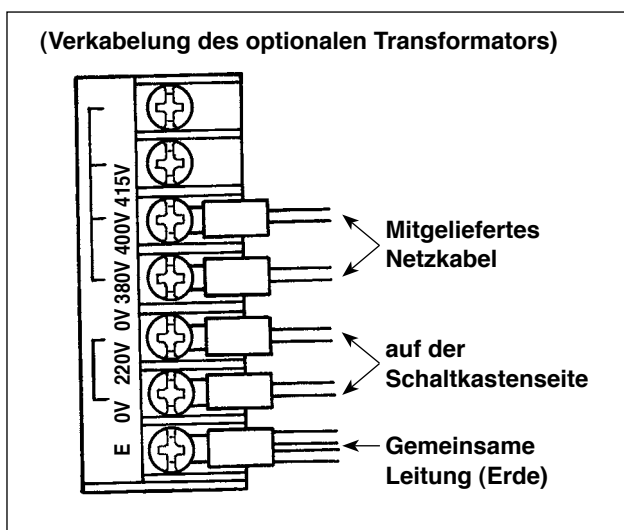 (Verkabelung des optionalen Transformators)
415V
400V
380V
0V
220V
0V
E
Mitgeliefertes
Netzkabel
auf der
Schaltkastenseite
Gemeinsame
Leitung (Erde)